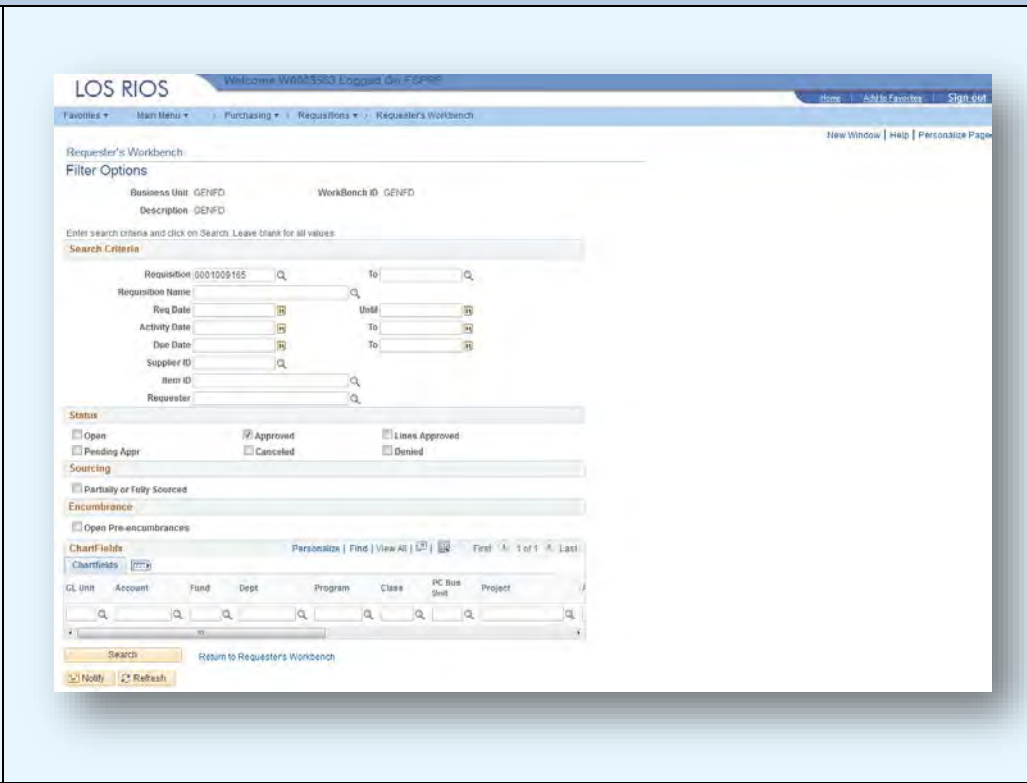 LOS RIOS
Welcome W0003583 Logged On FSPRF
Home | Add to Favorites | Sign out
Favorites Main Menu > Purchasing > Requisitions > Requester's Workbench
New Window | Help | Personalize Page
Requester's Workbench
Filter Options
Business Unit GENFD WorkBench ID GENFD
Description GENFD
Enter search criteria and click on Search. Leave blank for all values.
Search Criteria
Requisition 0001009165 To
Requisition Name
Req Date Until
Activity Date To
Due Date To
Supplier ID
Item ID
Requester
Status
Open Approved Lines Approved
Pending Appr Canceled Denied
Sourcing
Partially or Fully Sourced
Encumbrance
Open Pre-encumbrances
ChartFields Personalize | Find | View All | First 1 of 1 Last
Chartfields
GL Unit Account Fund Dept Program Class PC Bus Unit Project
Search Return to Requester's Workbench
Notify Refresh